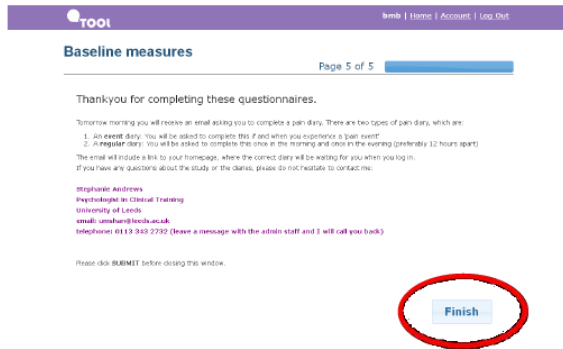 QTOOL
bmb | Home | Account | Log Out
Baseline measures
Page 5 of 5
Thankyou for completing these questionnaires.
Tomorrow morning you will receive an email asking you to complete a pain diary. There are two types of pain diary, which are:
1. An event diary: You will be asked to complete this if and when you experience a 'pain event'
2. A regular diary: You will be asked to complete this once in the morning and once in the evening (preferably 12 hours apart)
The email will include a link to your homepage, where the correct diary will be waiting for you when you log in.
If you have any questions about the study or the diaries, please do not hesitate to contact me:
Stephanie Andrews
Psychologist in Clinical Training
University of Leeds
email: umshan@leeds.ac.uk
telephone: 0113 343 2732 (leave a message with the admin staff and I will call you back)
Please click SUBMIT before closing this window.
Finish